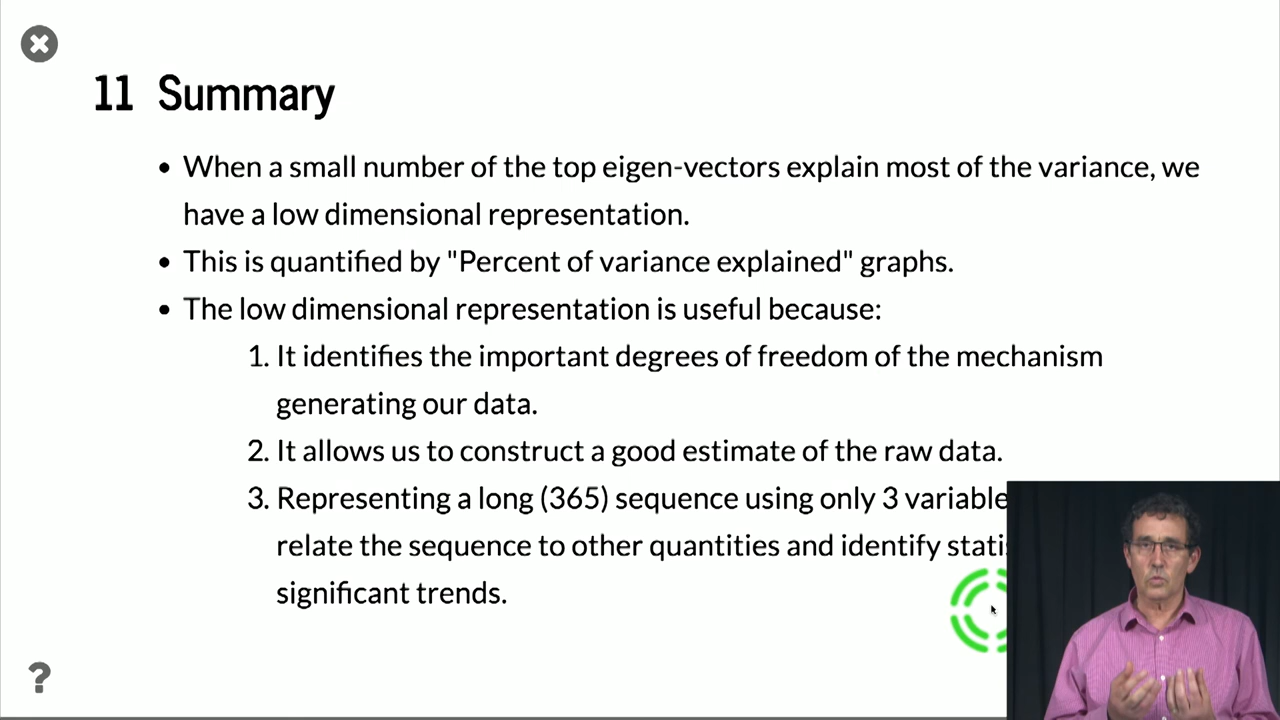 11 Summary
• When a small number of the top eigen-vectors explain most of the variance, we
have a low dimensional representation.
• This is quantified by "Percent of variance explained" graphs.
• The low dimensional representation is useful because:
1. It identifies the important degrees of freedom of the mechanism
generating our data.
2. It allows us to construct a good estimate of the raw data.
3. Representing a long (365) sequence using only 3 variable
relate the sequence to other quantities and identify
significant trends.
?